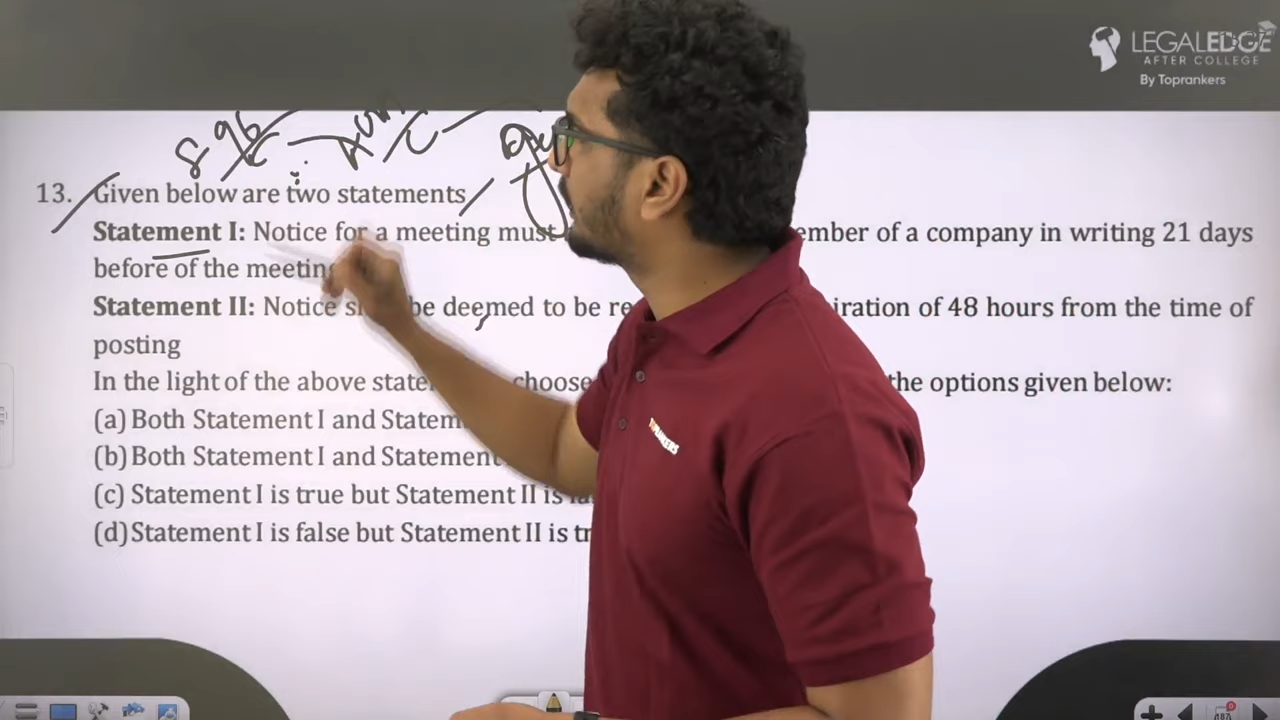 LEGALEDGE
AFTER COLLEGE
By Toprankers
896
13. Given below are two statements
Statement I: Notice for a meeting must ember of a company in writing 21 days
before of the meeting
Statement II: Notice s be deemed to be re iration of 48 hours from the time of
posting
In the light of the above state choose the options given below:
(a) Both Statement I and Statem
(b) Both Statement I and Statement
(c) Statement I is true but Statement II is
(d) Statement I is false but Statement II is tr
TOPRANKERS